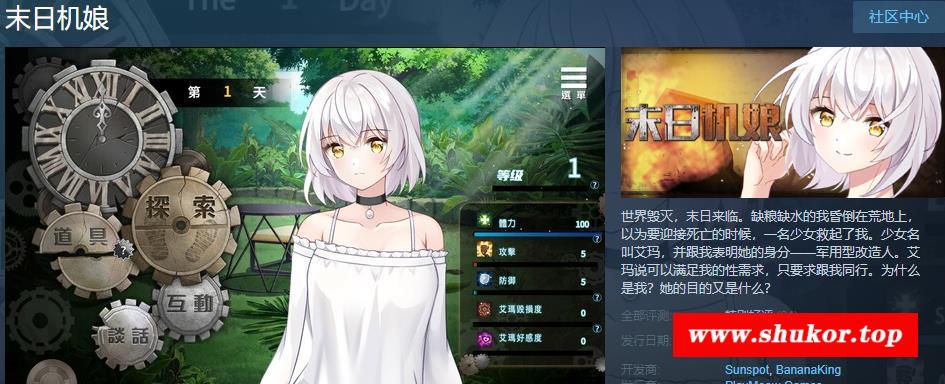 末日机娘
The 1 Day
社区中心
第 1 天
選單
末日机娘
等级 1
探索
道具
?
互動
談話
體力 100
攻擊 5
防御 5
艾瑪毀損度 0
艾瑪好感度 0
世界毁灭，末日来临。缺粮缺水的我昏倒在荒地上，
以为要迎接死亡的时候，一名少女救起了我。少女名
叫艾玛，并跟我表明她的身分——军用型改造人。艾
玛说可以满足我的性需求，只要求跟我同行。为什么
是我？她的目的又是什么？
全部评测:
发行日期:
www.shukor.top
开发商: Sunspot, BananaKing